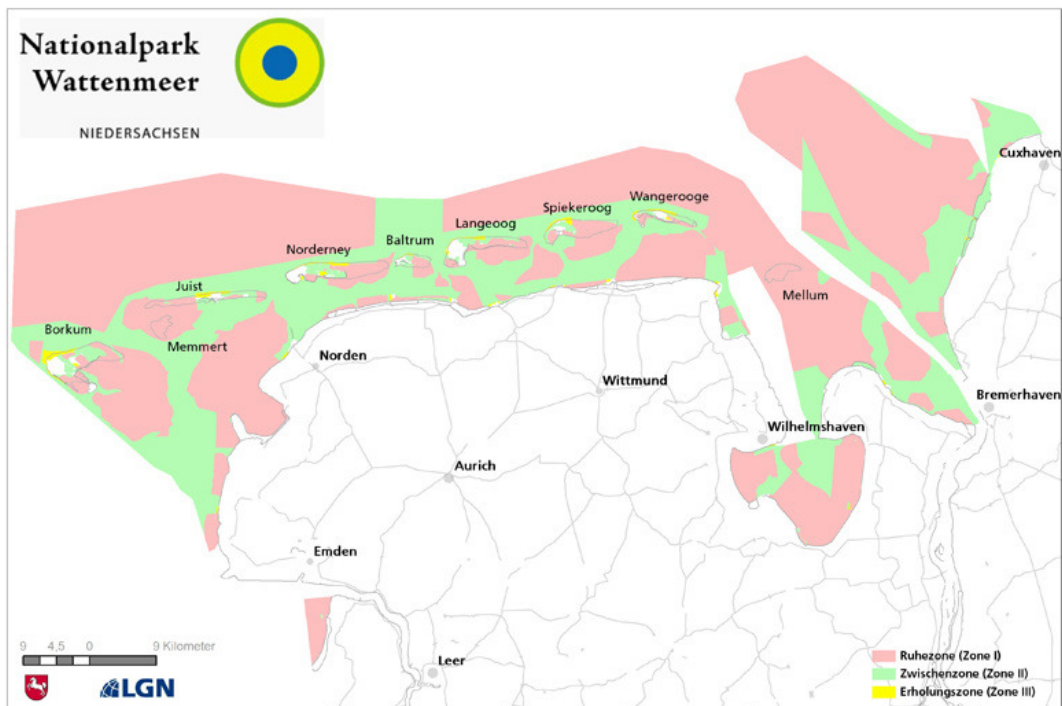 Nationalpark
Wattenmeer
NIEDERSACHSEN
Cuxhaven
Wangerooge
Spiekeroog
Langeoog
Baltrum
Norderney
Juist
Mellum
Borkum
Memmert
Norden
Wittmund
Bremerhaven
Wilhelmshaven
Aurich
Emden
9 4,5 0 9 Kilometer
Leer
Ruhezone (Zone I)
Zwischenzone (Zone II)
Erholungszone (Zone III)
LGN